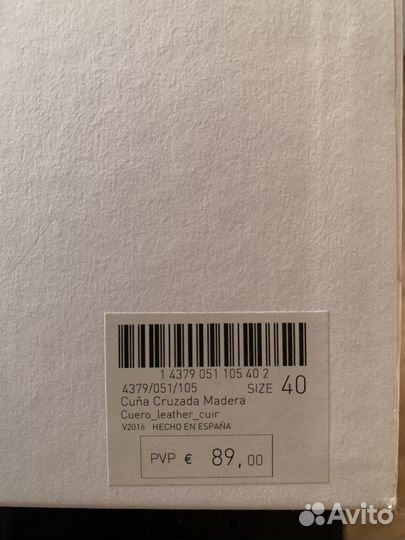 1 4379 051 105 40 2
4379/051/105 SIZE 40
Cuña Cruzada Madera
Cuero_leather_cuir
V2016 HECHO EN ESPAÑA
PVP € 89,00
Avito